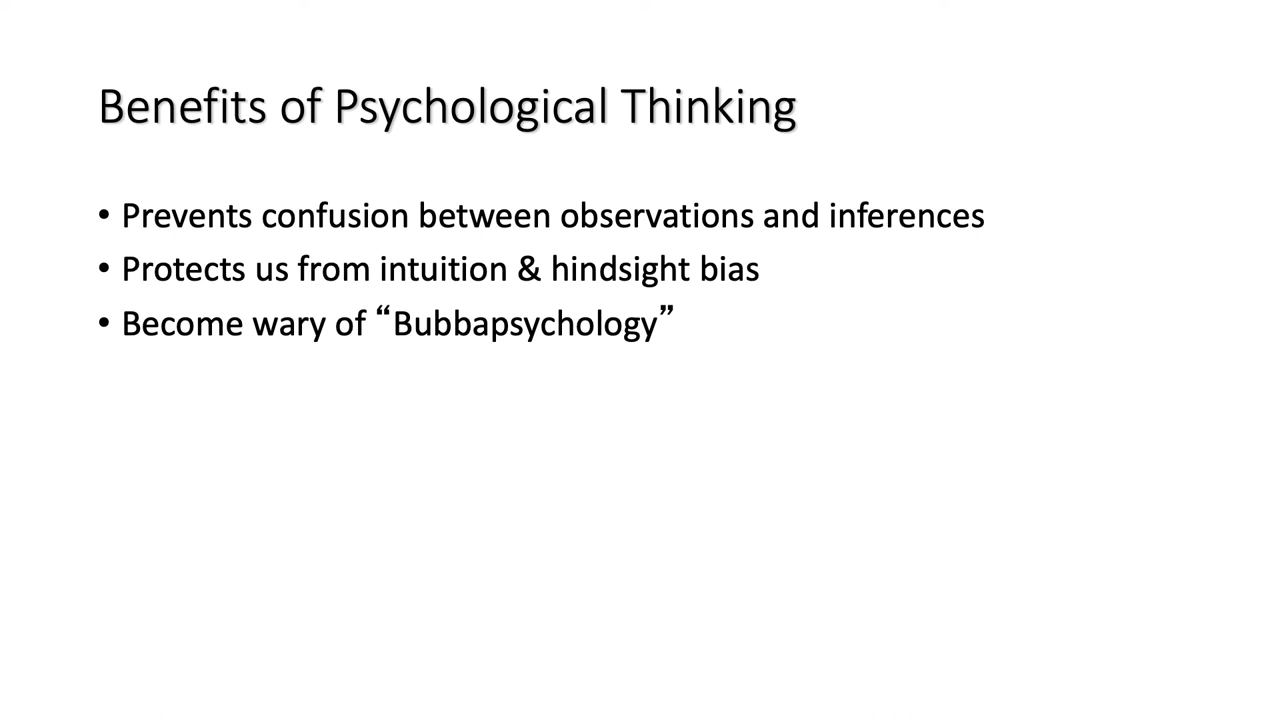 Benefits of Psychological Thinking
• Prevents confusion between observations and inferences
• Protects us from intuition & hindsight bias
• Become wary of “Bubbapsychology”